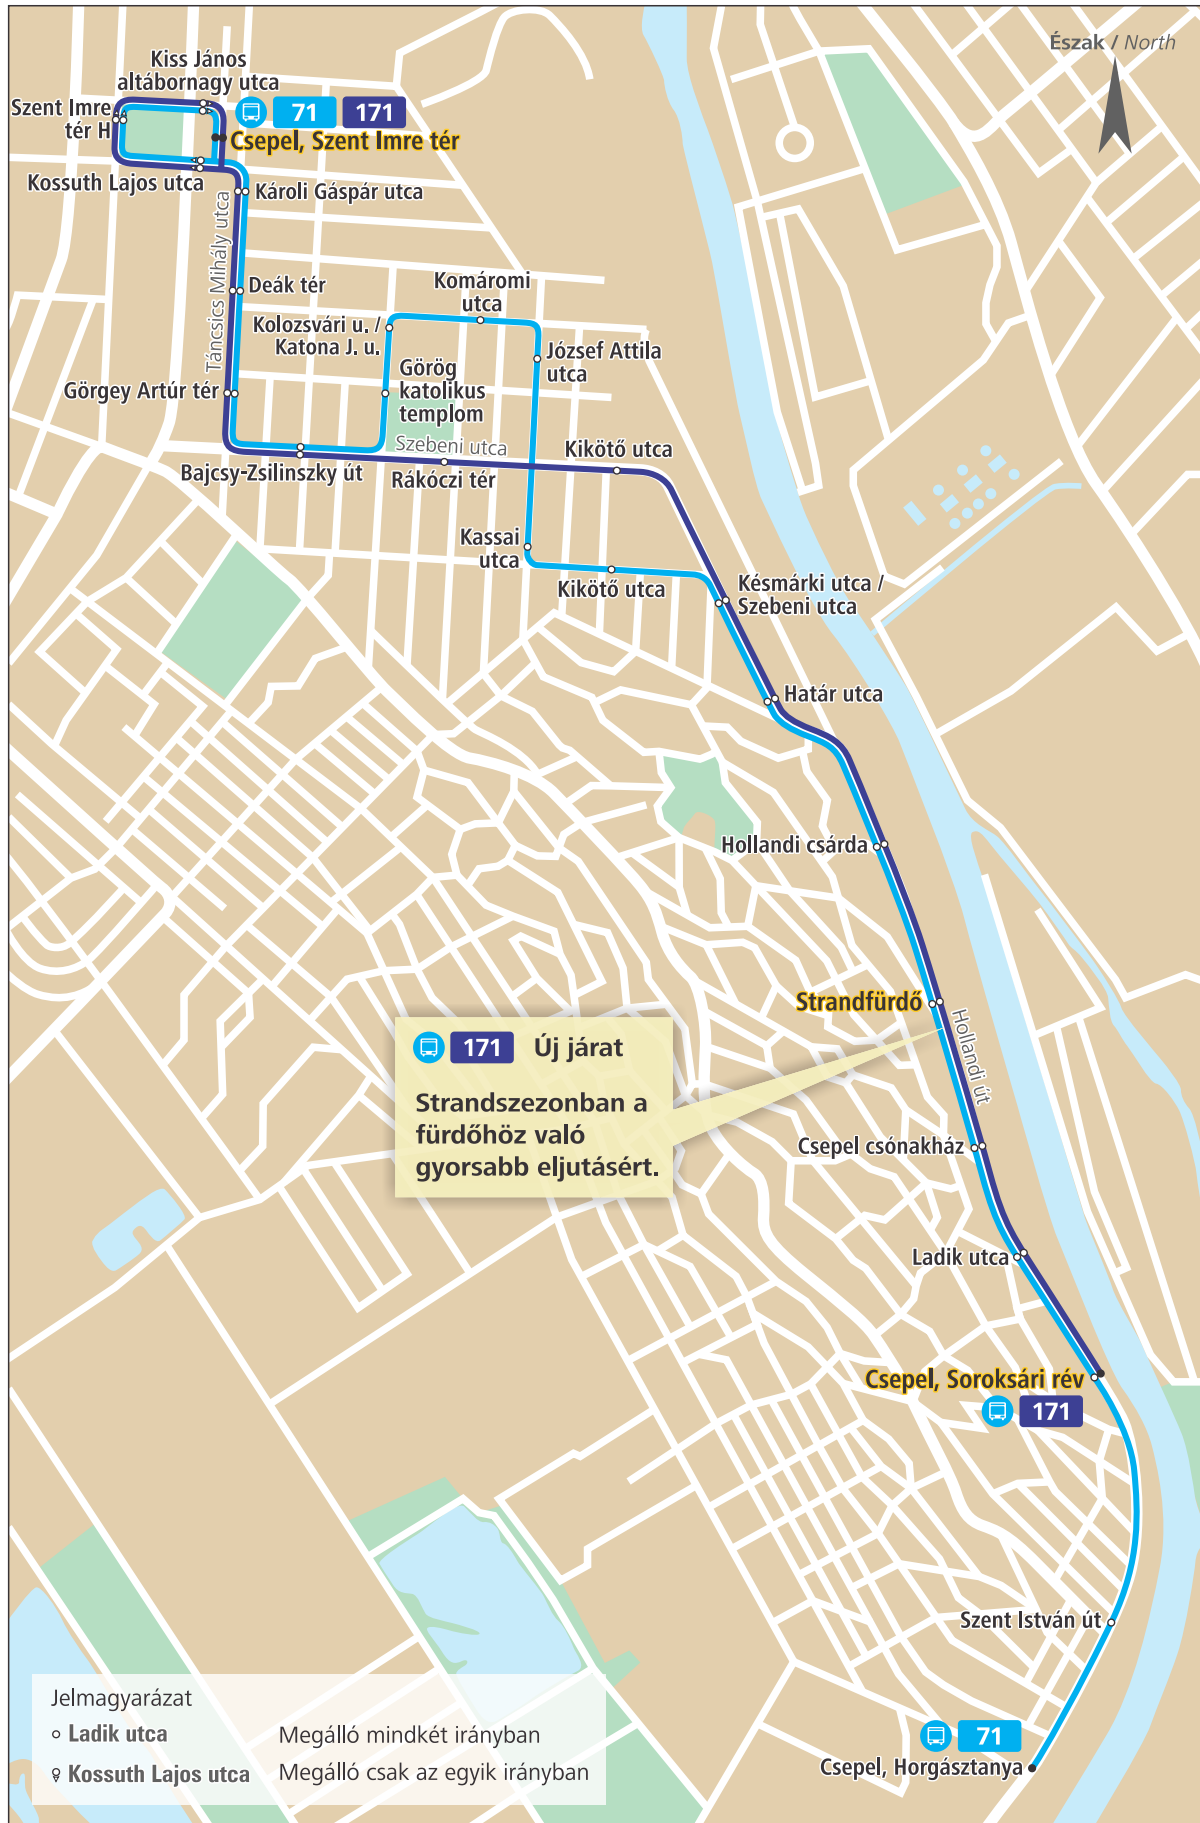 Észak / North
Kiss János
altábornagy utca
Szent Imre
tér H
71
171
Csepel, Szent Imre tér
Kossuth Lajos utca
Károli Gáspár utca
Táncsics Mihály utca
Deák tér
Komáromi
utca
Kolozsvári u. /
Katona J. u.
József Attila
utca
Görög
katolikus
templom
Görgey Artúr tér
Szebeni utca
Kikötő utca
Bajcsy-Zsilinszky út
Rákóczi tér
Kassai
utca
Kikötő utca
Késmárki utca /
Szebeni utca
Határ utca
Hollandi csárda
Strandfürdő
Hollandi út
171 Új járat
Strandszezonban a
fürdőhöz való
gyorsabb eljutásért.
Csepel csónakház
Ladik utca
Csepel, Soroksári rév
171
Szent István út
71
Csepel, Horgásztanya
Jelmagyarázat
Ladik utca Megálló mindkét irányban
Kossuth Lajos utca Megálló csak az egyik irányban